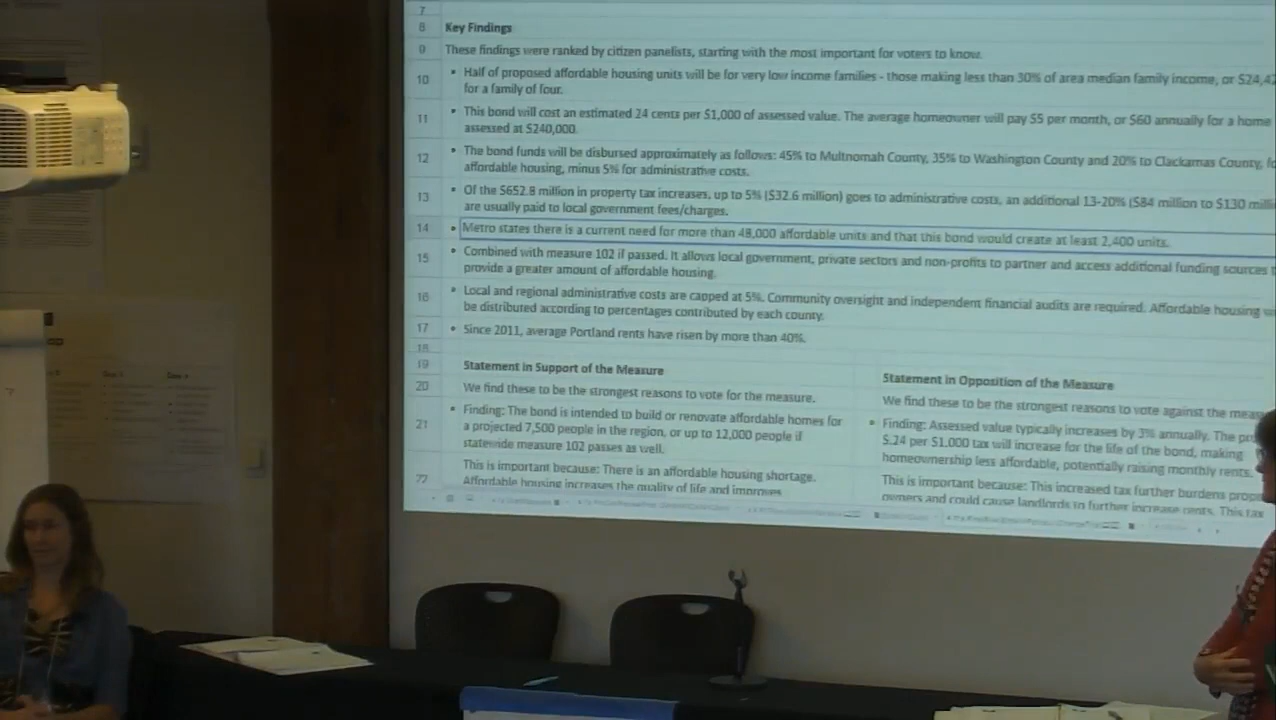 7
8 Key Findings
9 These findings were ranked by citizen panelists, starting with the most important for voters to know.
10 • Half of proposed affordable housing units will be for very low income families - those making less than 30% of area median family income, or $24,42
for a family of four.
11 • This bond will cost an estimated 24 cents per $1,000 of assessed value. The average homeowner will pay $5 per month, or $60 annually for a home
assessed at $240,000.
12 • The bond funds will be disbursed approximately as follows: 45% to Multnomah County, 35% to Washington County and 20% to Clackamas County, fo
affordable housing, minus 5% for administrative costs.
13 • Of the $652.8 million in property tax increases, up to 5% ($32.6 million) goes to administrative costs, an additional 13-20% ($84 million to $130 milli
are usually paid to local government fees/charges.
14 • Metro states there is a current need for more than 48,000 affordable units and that this bond would create at least 2,400 units.
15 • Combined with measure 102 if passed. It allows local government, private sectors and non-profits to partner and access additional funding sources t
provide a greater amount of affordable housing.
16 • Local and regional administrative costs are capped at 5%. Community oversight and independent financial audits are required. Affordable housing w
be distributed according to percentages contributed by each county.
17 • Since 2011, average Portland rents have risen by more than 40%.
18
19 Statement in Support of the Measure
20 We find these to be the strongest reasons to vote for the measure.
21 • Finding: The bond is intended to build or renovate affordable homes for
a projected 7,500 people in the region, or up to 12,000 people if
statewide measure 102 passes as well.
22 This is important because: There is an affordable housing shortage.
Affordable housing increases the quality of life and improves
Statement in Opposition of the Measure
We find these to be the strongest reasons to vote against the meas
• Finding: Assessed value typically increases by 3% annually. The pro
$.24 per $1,000 tax will increase for the life of the bond, making
homeownership less affordable, potentially raising monthly rents.
This is important because: This increased tax further burdens prop
owners and could cause landlords to further increase rents. This tax